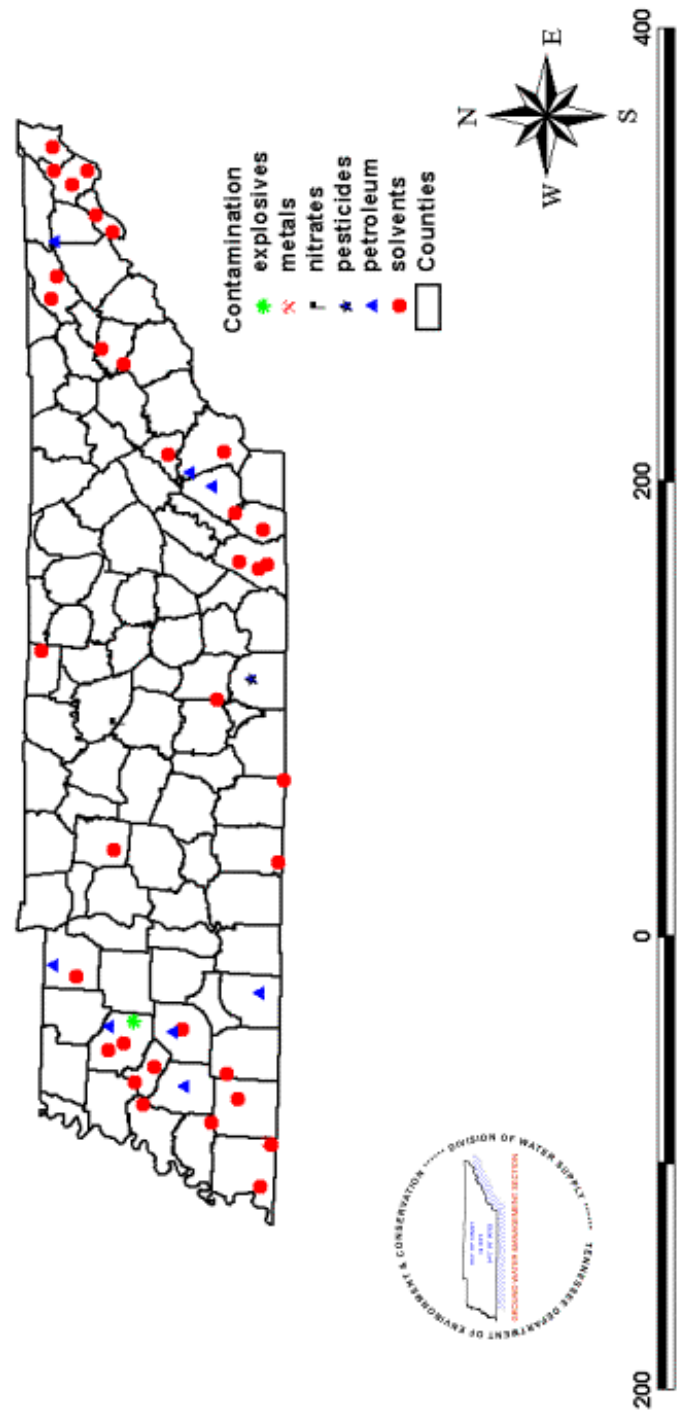 Contamination
explosives
metals
nitrates
pesticides
petroleum
solvents
Counties
N
E
S
W
200
0
200
400
TENNESSEE DEPARTMENT OF ENVIRONMENT & CONSERVATION ****** DIVISION OF WATER SUPPLY ******
GROUND WATER MANAGEMENT SECTION